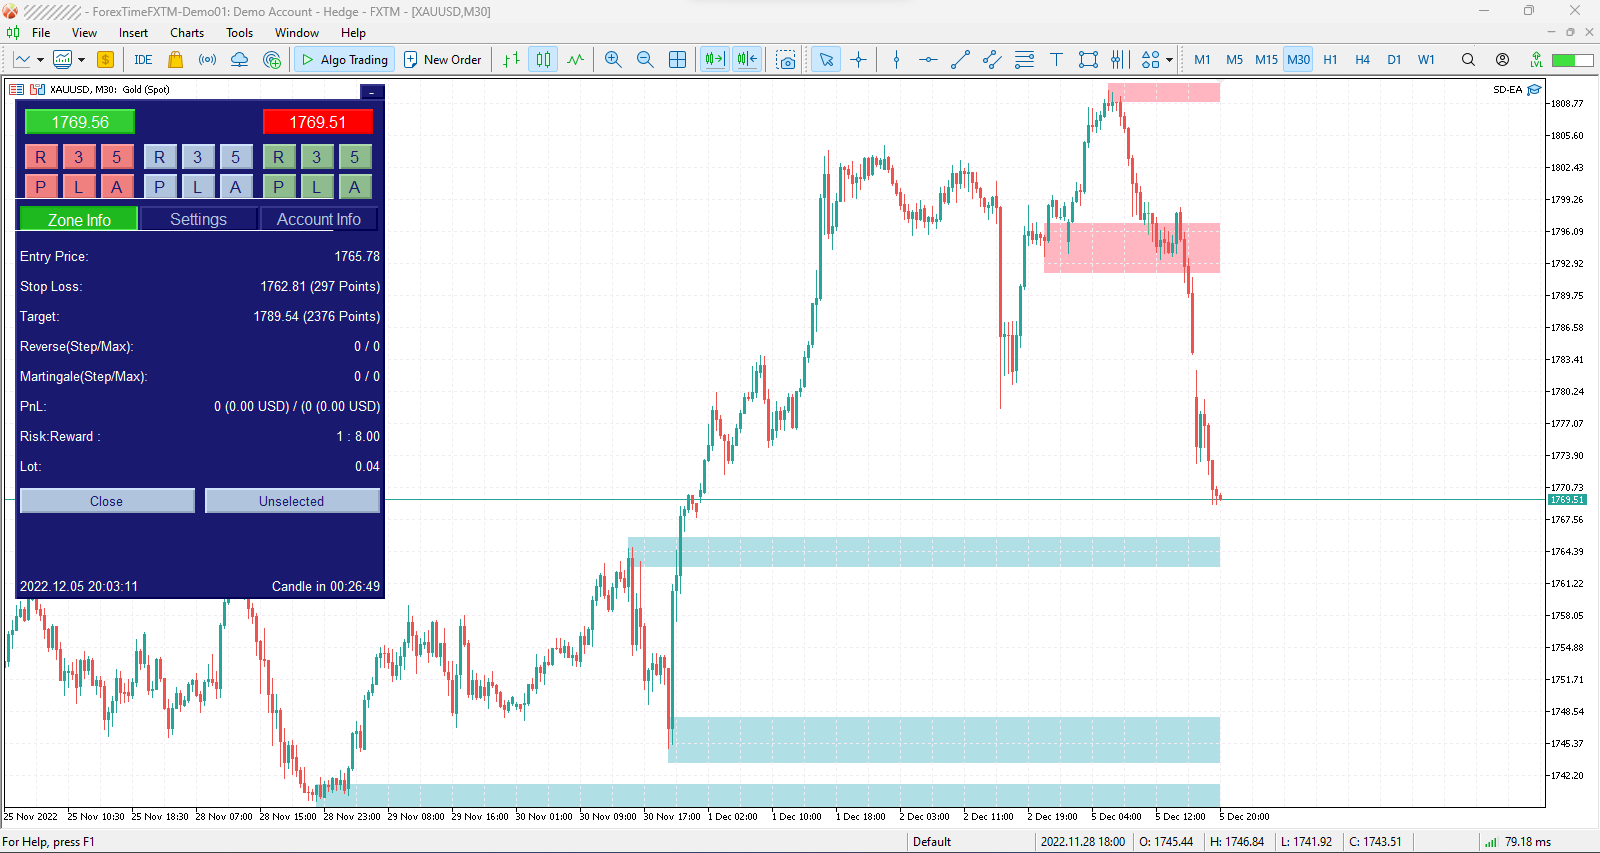 - ForexTimeFXTM-Demo01: Demo Account - Hedge - FXTM - [XAUUSD,M30]
File View Insert Charts Tools Window Help
IDE Algo Trading New Order M1 M5 M15 M30 H1 H4 D1 W1 LVL
XAUUSD, M30: Gold (Spot)
SD-EA
1769.56 1769.51
R 3 5 R 3 5 R 3 5
P L A P L A P L A
Zone Info Settings Account Info
Entry Price: 1765.78
Stop Loss: 1762.81 (297 Points)
Target: 1789.54 (2376 Points)
Reverse(Step/Max): 0 / 0
Martingale(Step/Max): 0 / 0
PnL: 0 (0.00 USD) / (0 (0.00 USD)
Risk:Reward : 1 : 8.00
Lot: 0.04
Close Unselected
2022.12.05 20:03:11 Candle in 00:26:49
1808.77
1805.60
1802.43
1799.26
1796.09
1792.92
1789.75
1786.58
1783.41
1780.24
1777.07
1773.90
1770.73
1769.51
1767.56
1764.39
1761.22
1758.05
1754.88
1751.71
1748.54
1745.37
1742.20
25 Nov 2022 25 Nov 10:30 25 Nov 18:30 28 Nov 07:00 28 Nov 15:00 28 Nov 23:00 29 Nov 08:00 29 Nov 16:00 30 Nov 01:00 30 Nov 09:00 30 Nov 17:00 1 Dec 02:00 1 Dec 10:00 1 Dec 18:00 2 Dec 03:00 2 Dec 11:00 2 Dec 19:00 5 Dec 04:00 5 Dec 12:00 5 Dec 20:00
For Help, press F1 Default 2022.11.28 18:00 O: 1745.44 H: 1746.84 L: 1741.92 C: 1743.51 79.18 ms